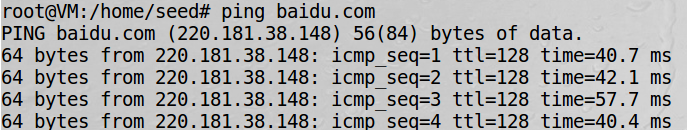 root@VM:/home/seed# ping baidu.com
PING baidu.com (220.181.38.148) 56(84) bytes of data.
64 bytes from 220.181.38.148: icmp_seq=1 ttl=128 time=40.7 ms
64 bytes from 220.181.38.148: icmp_seq=2 ttl=128 time=42.1 ms
64 bytes from 220.181.38.148: icmp_seq=3 ttl=128 time=57.7 ms
64 bytes from 220.181.38.148: icmp_seq=4 ttl=128 time=40.4 ms